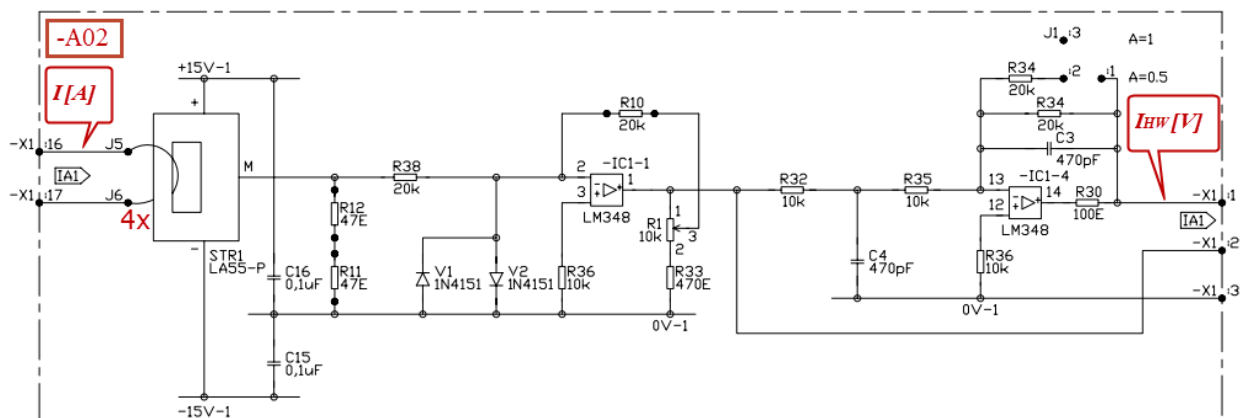 -A02
I[A]
+15V-1
+
-X1 :16 J5
IA1
-X1 :17 J6
4x
M
-
STR1
LA55-P
C16
0,1uF
C15
0,1uF
-15V-1
R12
47E
R11
47E
R38
20k
V1
1N4151
V2
1N4151
R10
20k
2
3
-IC1-1
1
LM348
R36
10k
R1
10k
1
3
2
R33
470E
0V-1
R32
10k
C4
470pF
R35
10k
J1 :3 A=1
R34
20k
:2 :1 A=0.5
R34
20k
C3
470pF
13
12
-IC1-4
14
LM348
R30
100E
R36
10k
0V-1
IHW[V]
-X1 :1
IA1
-X1 :2
-X1 :3